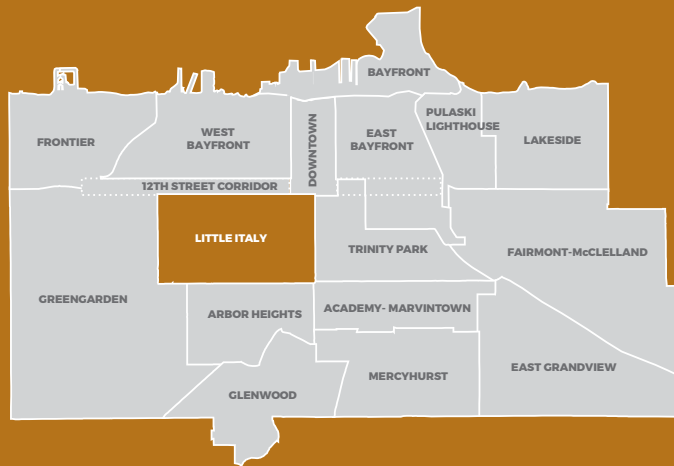 BAYFRONT
PULASKI
LIGHTHOUSE
FRONTIER
WEST
BAYFRONT
DOWNTOWN
EAST
BAYFRONT
LAKESIDE
12TH STREET CORRIDOR
LITTLE ITALY
TRINITY PARK
FAIRMONT-McCLELLAND
GREENGARDEN
ARBOR HEIGHTS
ACADEMY- MARVINTOWN
MERCYHURST
EAST GRANDVIEW
GLENWOOD